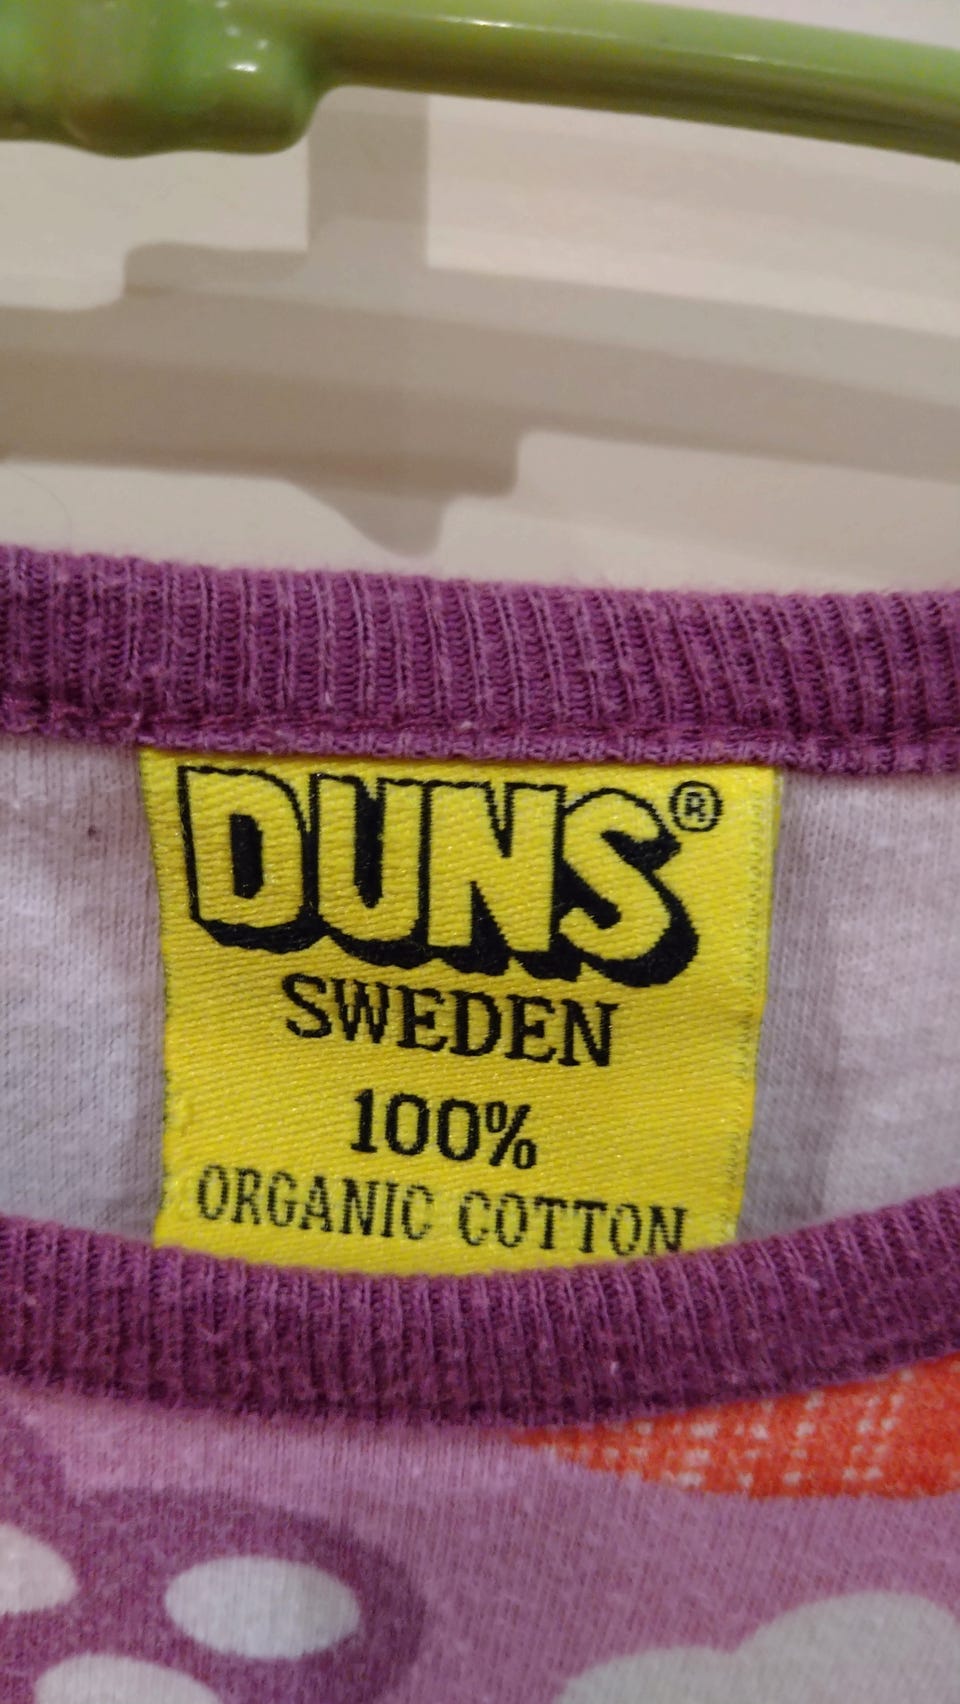 DUNS®
SWEDEN
100%
ORGANIC COTTON